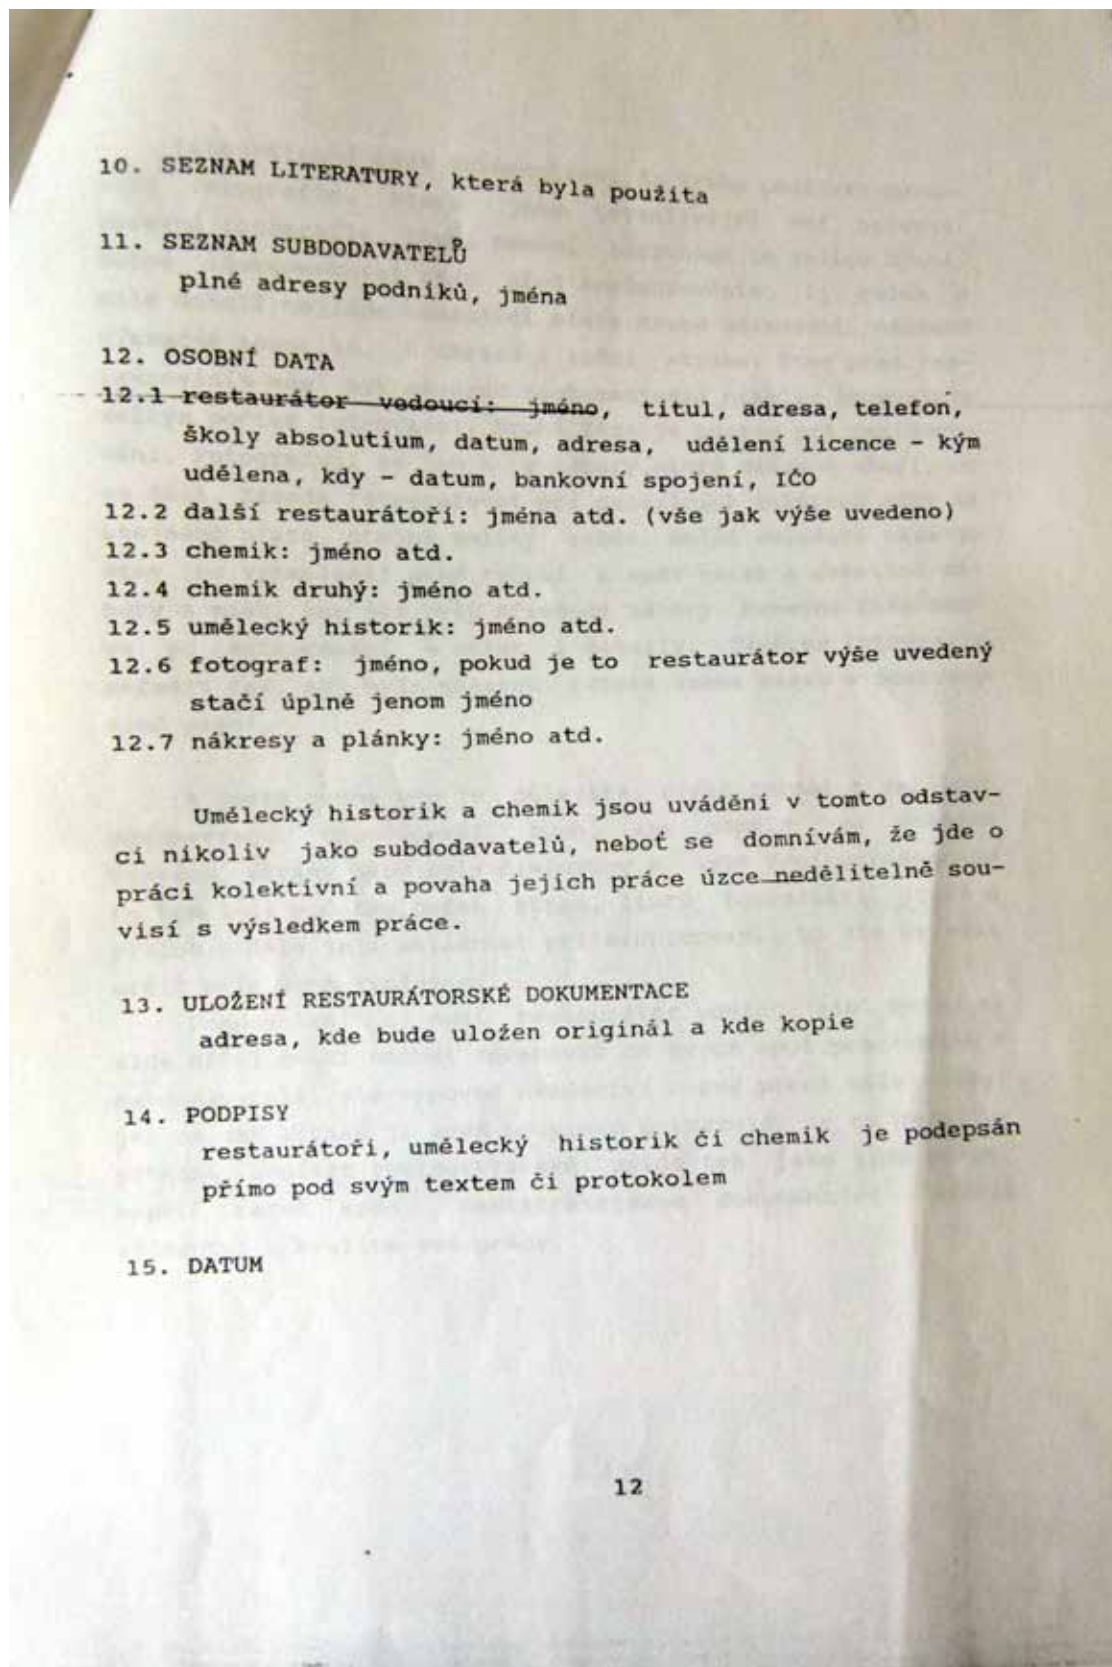 10. SEZNAM LITERATURY, která byla použita
11. SEZNAM SUBDODAVATELŮ
plné adresy podniků, jména
12. OSOBNÍ DATA
12.1 restaurátor vedoucí: jméno, titul, adresa, telefon,
školy absolutium, datum, adresa, udělení licence - kým
udělena, kdy - datum, bankovní spojení, IČO
12.2 další restaurátoři: jména atd. (vše jak výše uvedeno)
12.3 chemik: jméno atd.
12.4 chemik druhý: jméno atd.
12.5 umělecký historik: jméno atd.
12.6 fotograf: jméno, pokud je to restaurátor výše uvedený
stačí úplně jenom jméno
12.7 nákresy a plánky: jméno atd.
Umělecký historik a chemik jsou uváděni v tomto odstav-
ci nikoliv jako subdodavatelů, neboť se domnívám, že jde o
práci kolektivní a povaha jejich práce úzce nedělitelně sou-
visí s výsledkem práce.
13. ULOŽENÍ RESTAURÁTORSKÉ DOKUMENTACE
adresa, kde bude uložen originál a kde kopie
14. PODPISY
restaurátoři, umělecký historik či chemik je podepsán
přímo pod svým textem či protokolem
15. DATUM
12